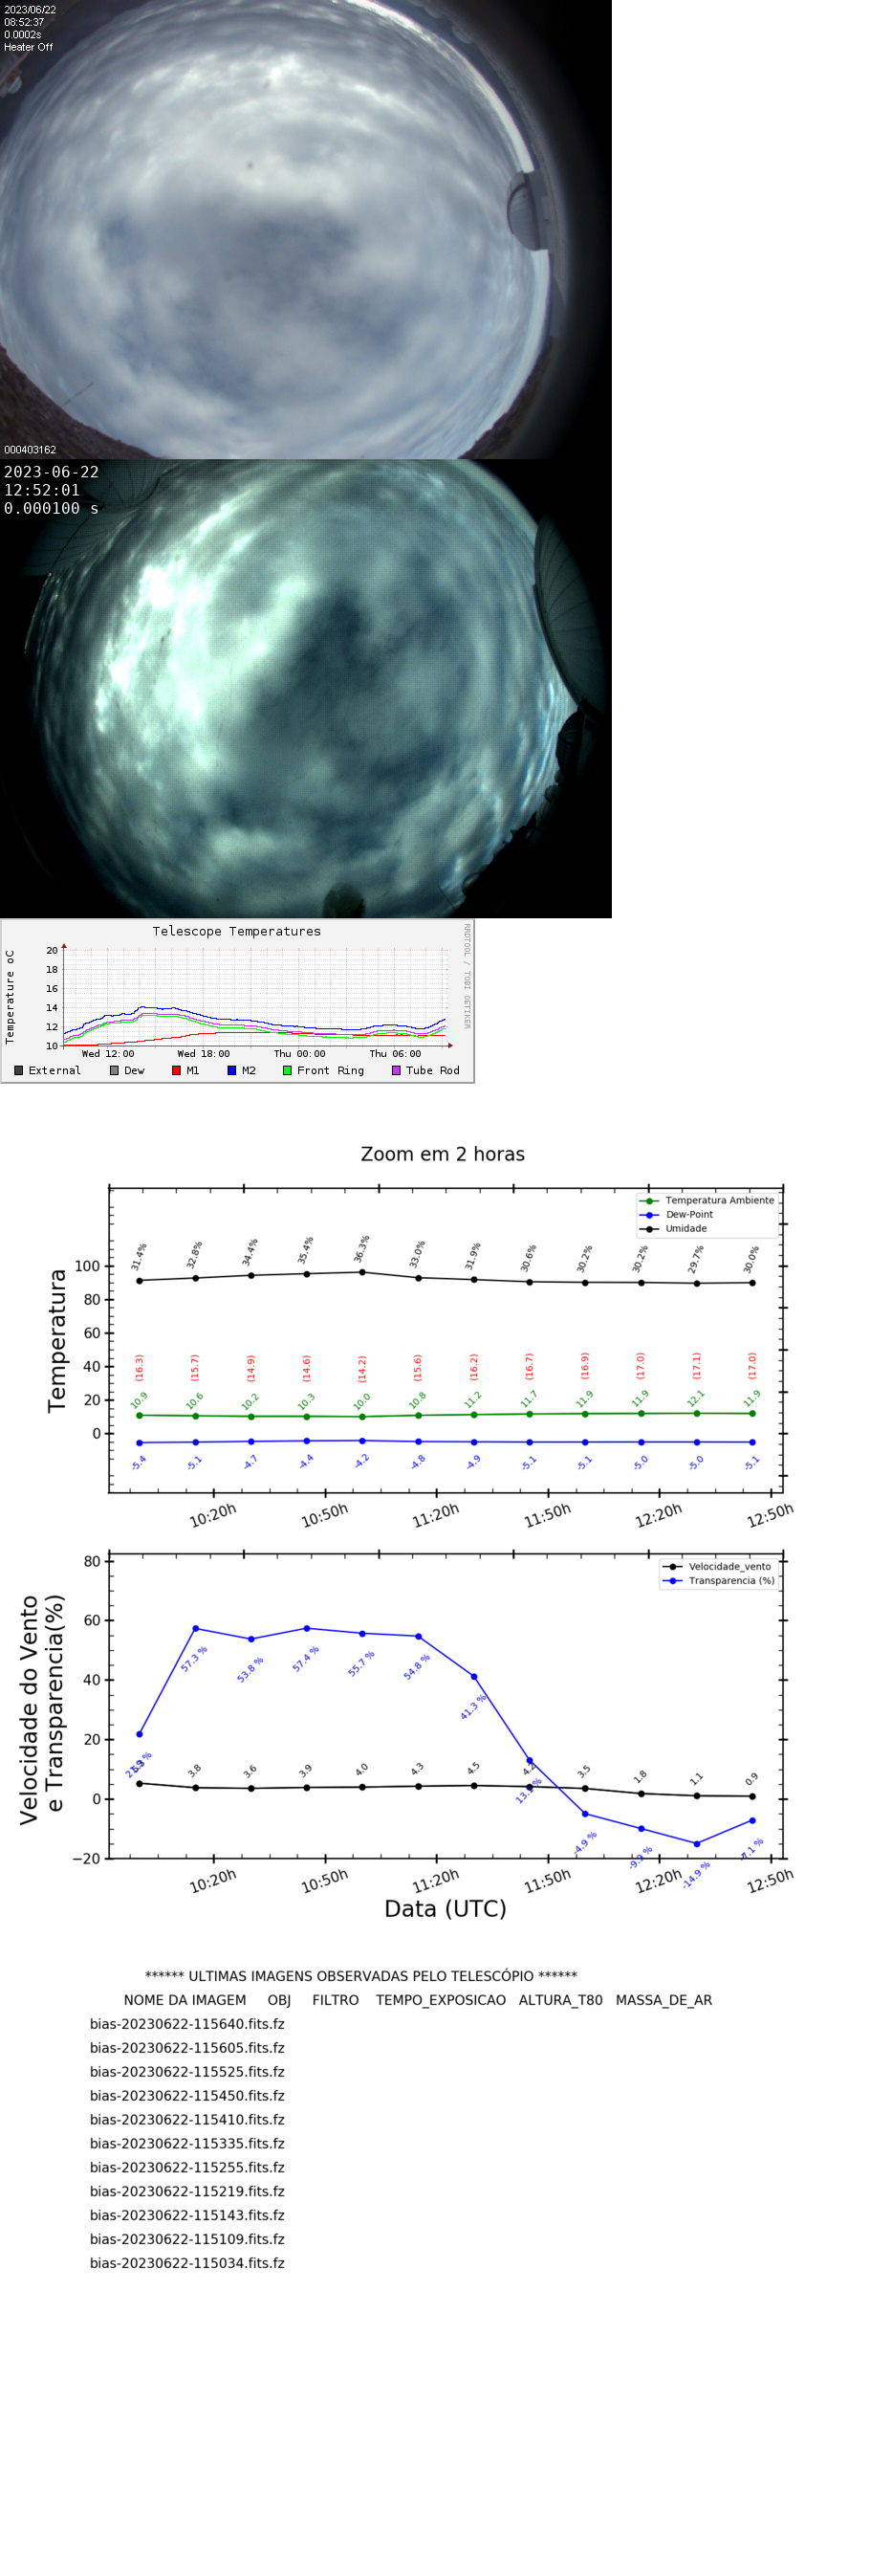 2023/06/22
08:52:37
0.0002s
Heater Off
000403162
2023-06-22
12:52:01
0.000100 s
Telescope Temperatures
RRDTOOL / TOBI OETIKER
Temperature oC
20
18
16
14
12
10
Wed 12:00 Wed 18:00 Thu 00:00 Thu 06:00
External Dew M1 M2 Front Ring Tube Rod
Zoom em 2 horas
Temperatura Ambiente
Dew-Point
Umidade
Temperatura
100
80
60
40
20
0
31.4% 32.8% 34.4% 35.4% 36.3% 33.0% 31.9% 30.6% 30.2% 30.2% 29.7% 30.0%
(16.3) (15.7) (14.9) (14.6) (14.2) (15.6) (16.2) (16.7) (16.9) (17.0) (17.1) (17.0)
10.9 10.6 10.2 10.3 10.0 10.8 11.2 11.7 11.9 11.9 12.1 11.9
-5.4 -5.1 -4.7 -4.4 -4.2 -4.8 -4.9 -5.1 -5.1 -5.0 -5.0 -5.1
10:20h 10:50h 11:20h 11:50h 12:20h 12:50h
Velocidade_vento
Transparencia (%)
Velocidade do Vento
e Transparencia(%)
80
60
40
20
0
−20
57.3 % 53.8 % 57.4 % 55.7 % 54.8 % 41.3 % -4.9 % -14.9 % -7.1 %
3.8 3.6 3.9 4.0 4.3 4.5 4.2 3.5 1.8 1.1 0.9
10:20h 10:50h 11:20h 11:50h 12:20h 12:50h
Data (UTC)
****** ULTIMAS IMAGENS OBSERVADAS PELO TELESCÓPIO ******
NOME DA IMAGEM OBJ FILTRO TEMPO_EXPOSICAO ALTURA_T80 MASSA_DE_AR
bias-20230622-115640.fits.fz
bias-20230622-115605.fits.fz
bias-20230622-115525.fits.fz
bias-20230622-115450.fits.fz
bias-20230622-115410.fits.fz
bias-20230622-115335.fits.fz
bias-20230622-115255.fits.fz
bias-20230622-115219.fits.fz
bias-20230622-115143.fits.fz
bias-20230622-115109.fits.fz
bias-20230622-115034.fits.fz